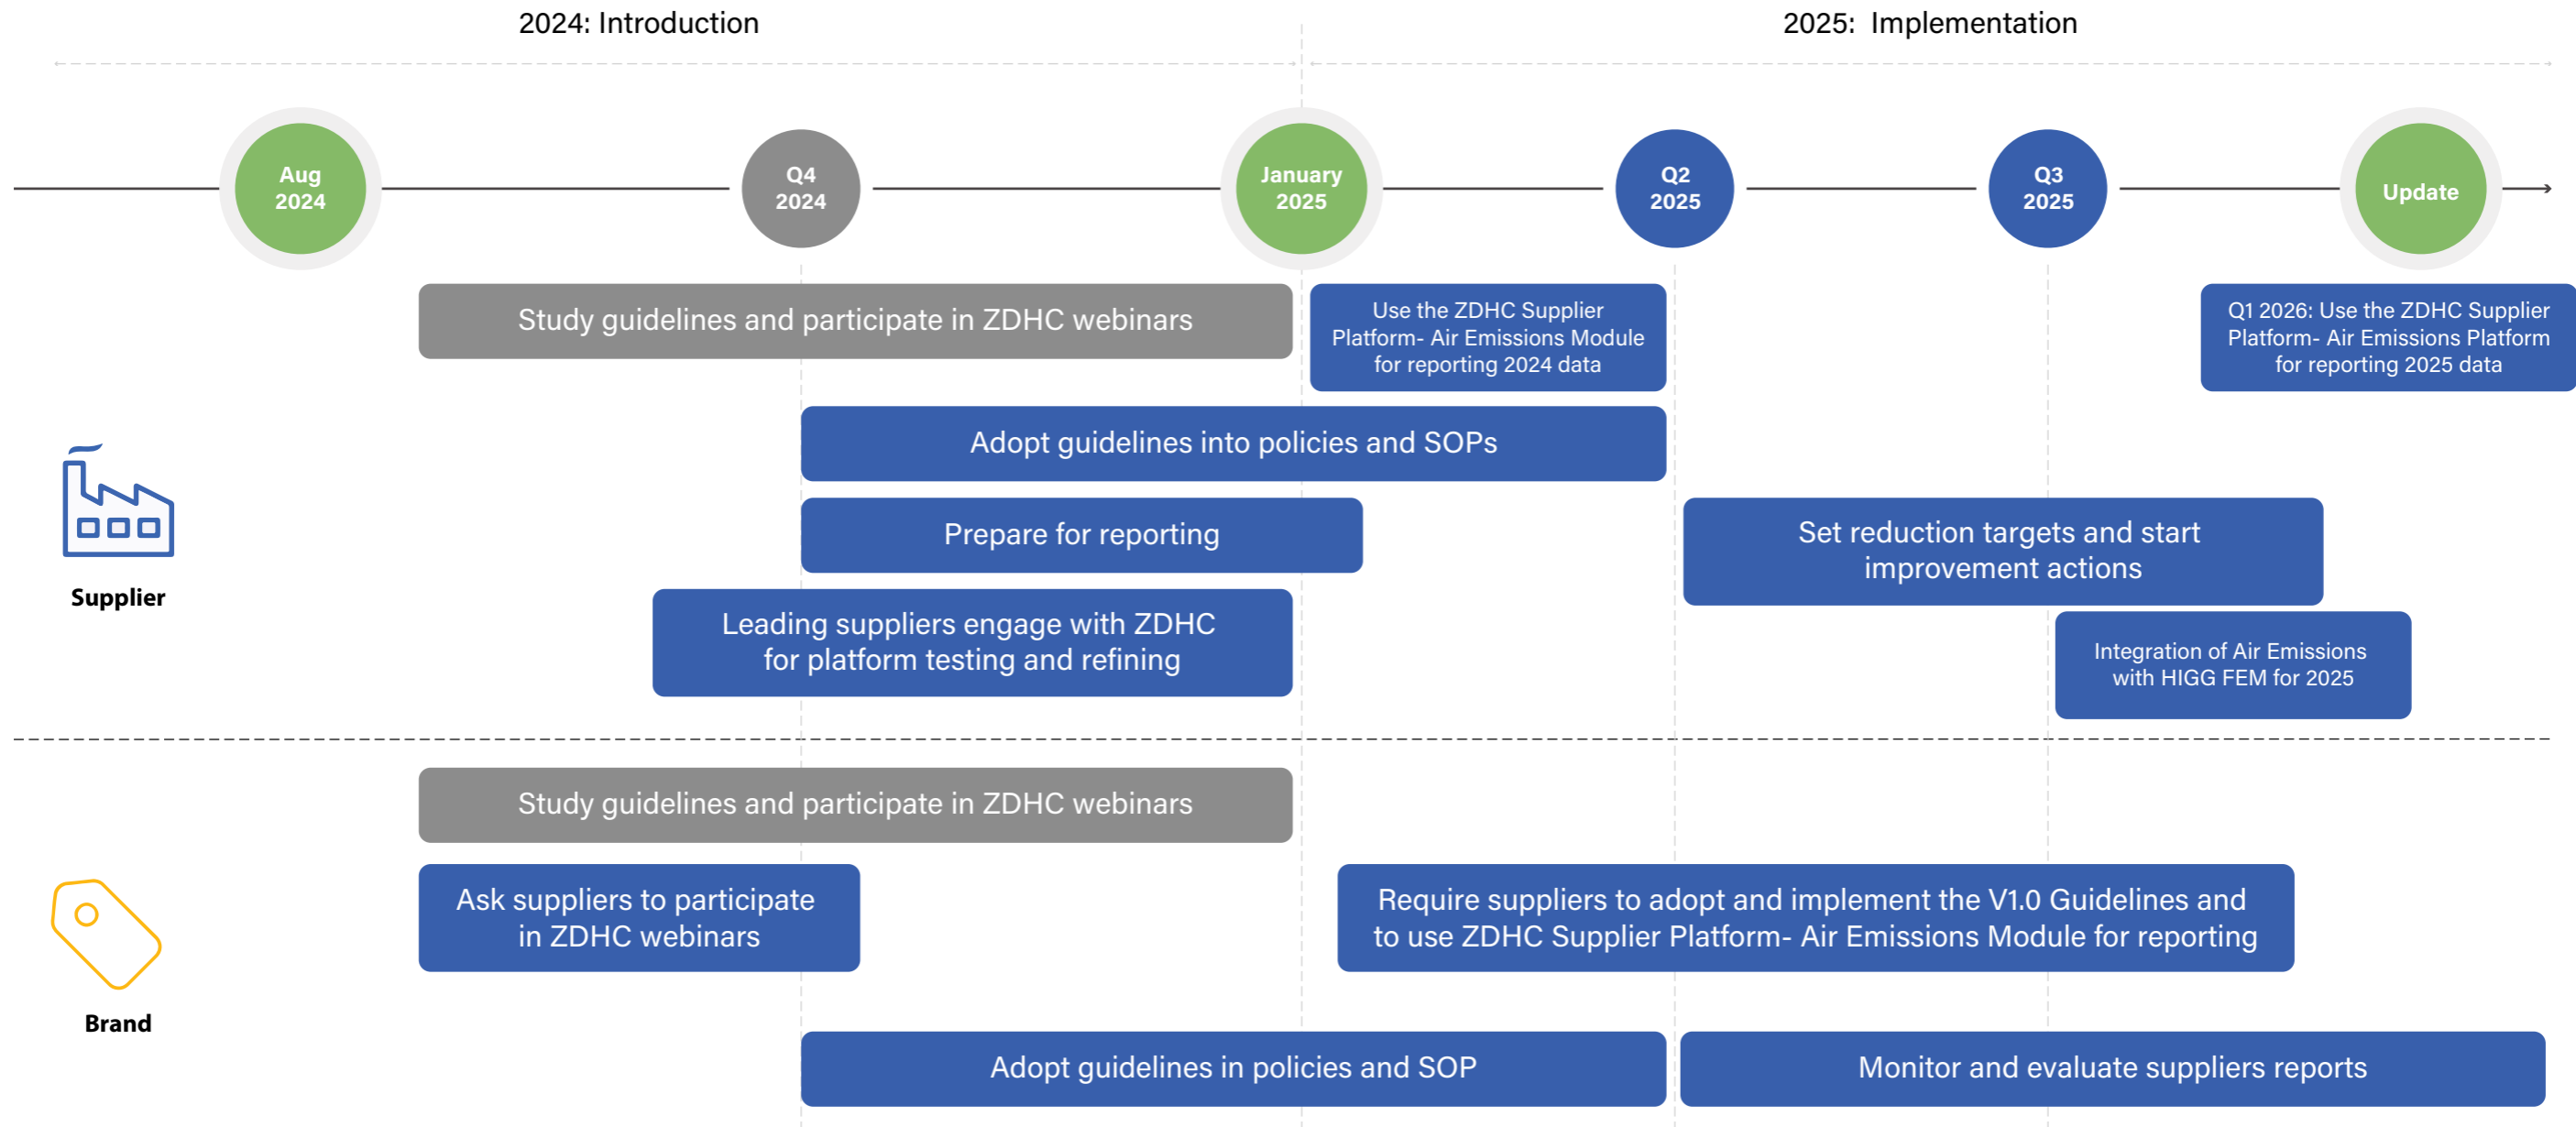 2024: Introduction
2025: Implementation
Aug
2024
Q4
2024
January
2025
Q2
2025
Q3
2025
Update
Study guidelines and participate in ZDHC webinars
Use the ZDHC Supplier
Platform- Air Emissions Module
for reporting 2024 data
Q1 2026: Use the ZDHC Supplier
Platform- Air Emissions Platform
for reporting 2025 data
Adopt guidelines into policies and SOPs
Prepare for reporting
Set reduction targets and start
improvement actions
Supplier
Leading suppliers engage with ZDHC
for platform testing and refining
Integration of Air Emissions
with HIGG FEM for 2025
Study guidelines and participate in ZDHC webinars
Ask suppliers to participate
in ZDHC webinars
Require suppliers to adopt and implement the V1.0 Guidelines and
to use ZDHC Supplier Platform- Air Emissions Module for reporting
Brand
Adopt guidelines in policies and SOP
Monitor and evaluate suppliers reports